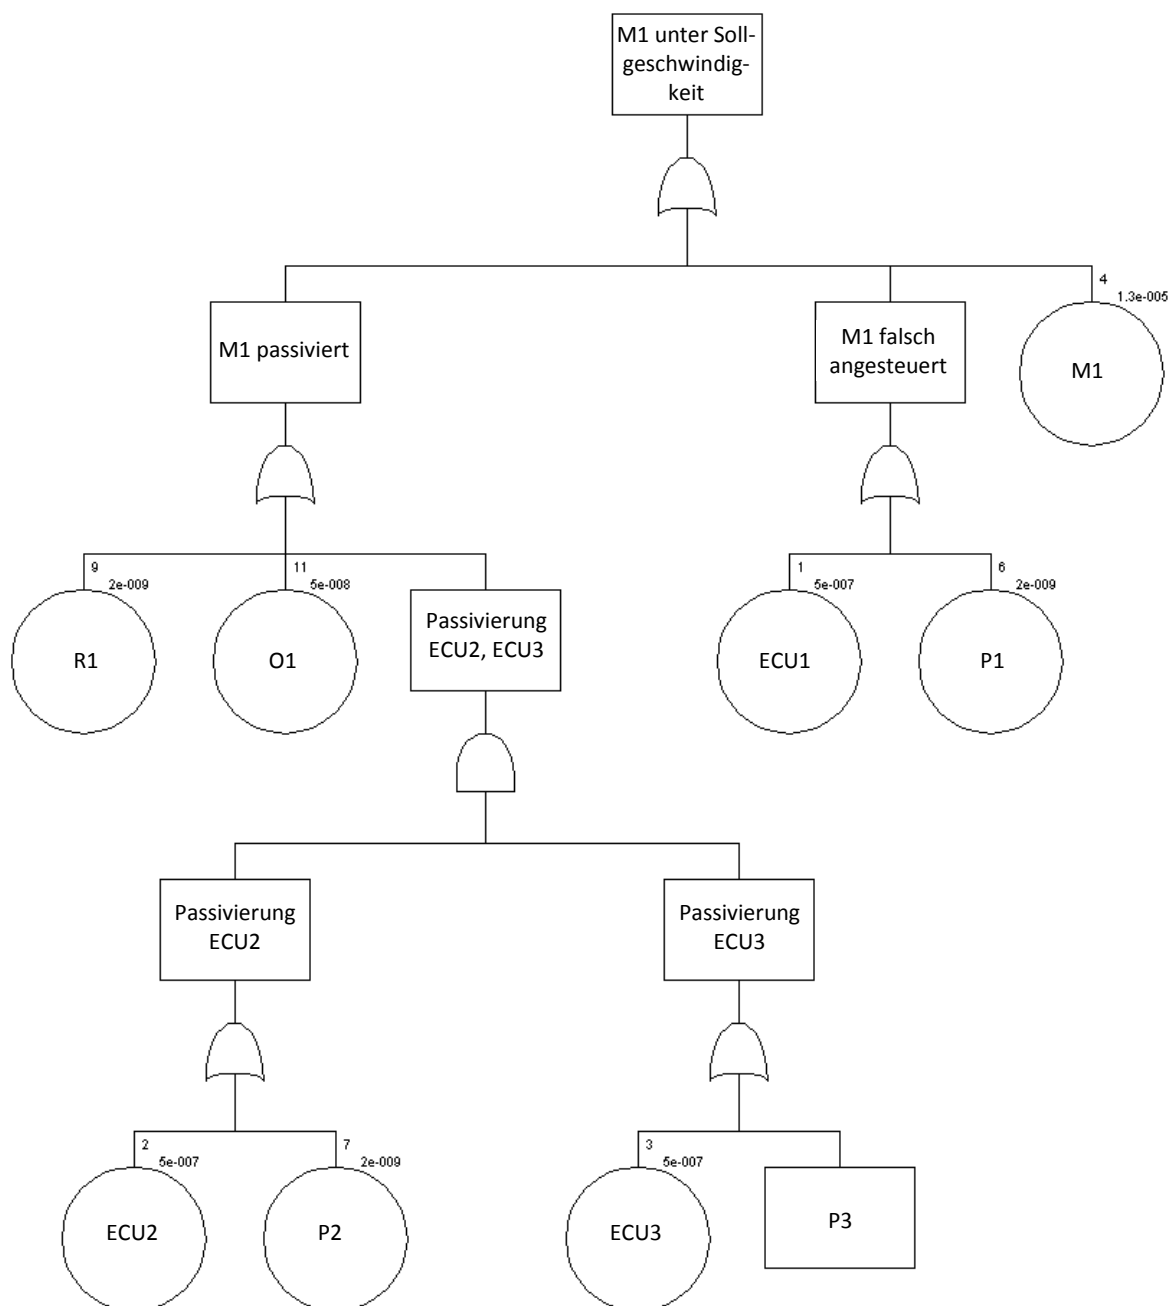 M1 unter Soll-
geschwindig-
keit
4
1.3e-005
M1 passiviert
M1 falsch
angesteuert
M1
9
2e-009
11
5e-008
1
5e-007
6
2e-009
R1
O1
Passivierung
ECU2, ECU3
ECU1
P1
Passivierung
ECU2
Passivierung
ECU3
2
5e-007
7
2e-009
3
5e-007
ECU2
P2
ECU3
P3